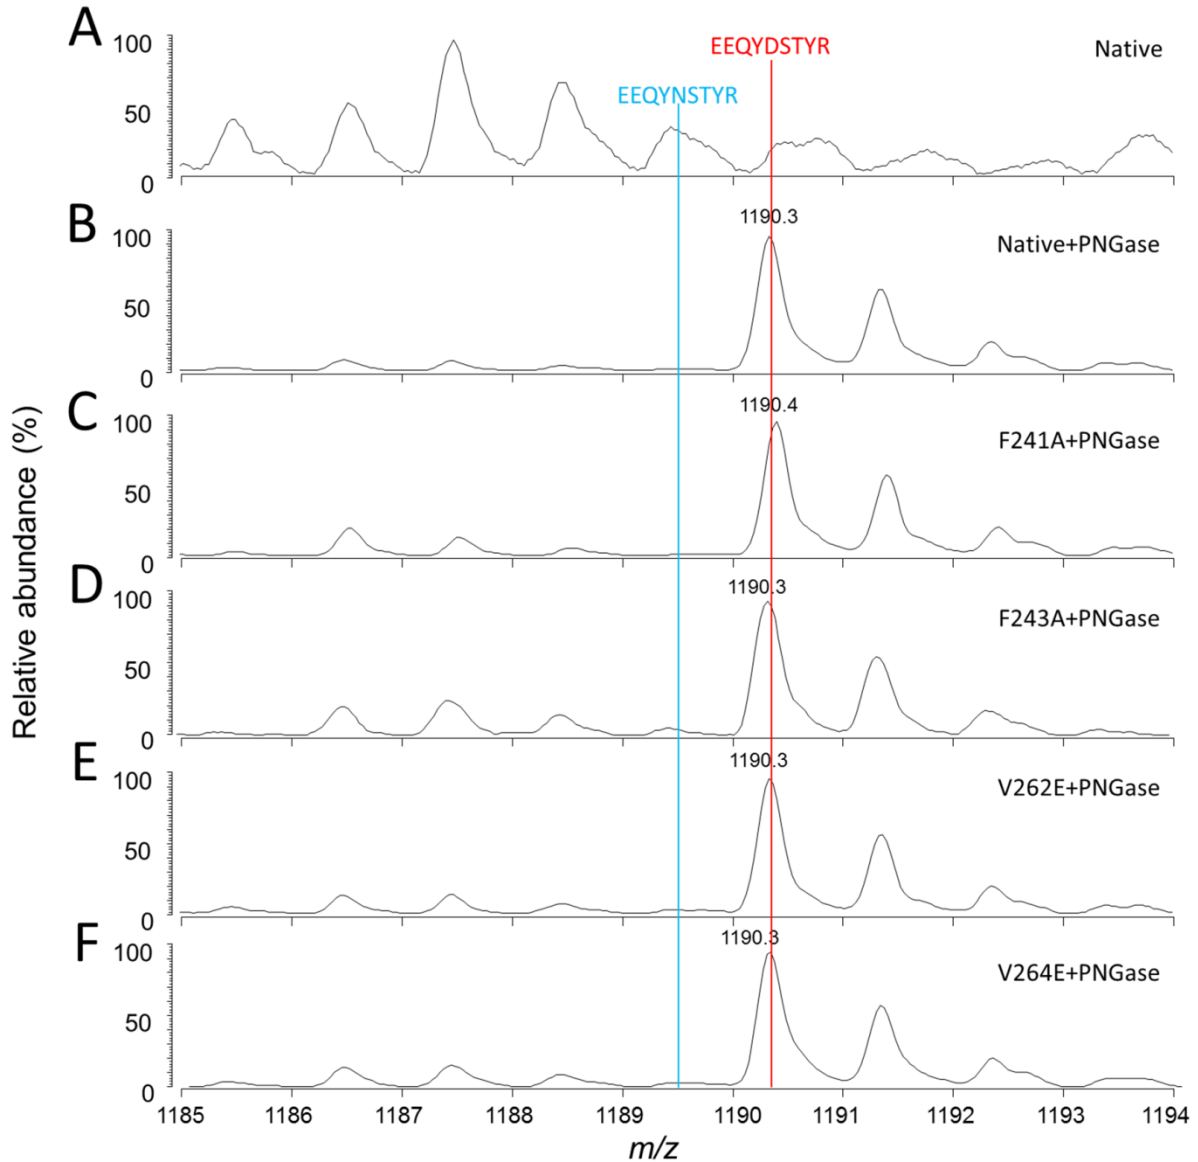 A
100
50
0
EEQYNSTYR
EEQYDSTYR
Native
B
100
50
0
1190.3
Native+PNGase
C
100
50
0
1190.4
F241A+PNGase
D
100
50
0
1190.3
F243A+PNGase
E
100
50
0
1190.3
V262E+PNGase
F
100
50
0
1190.3
V264E+PNGase
Relative abundance (%)
1185 1186 1187 1188 1189 1190 1191 1192 1193 1194
m/z